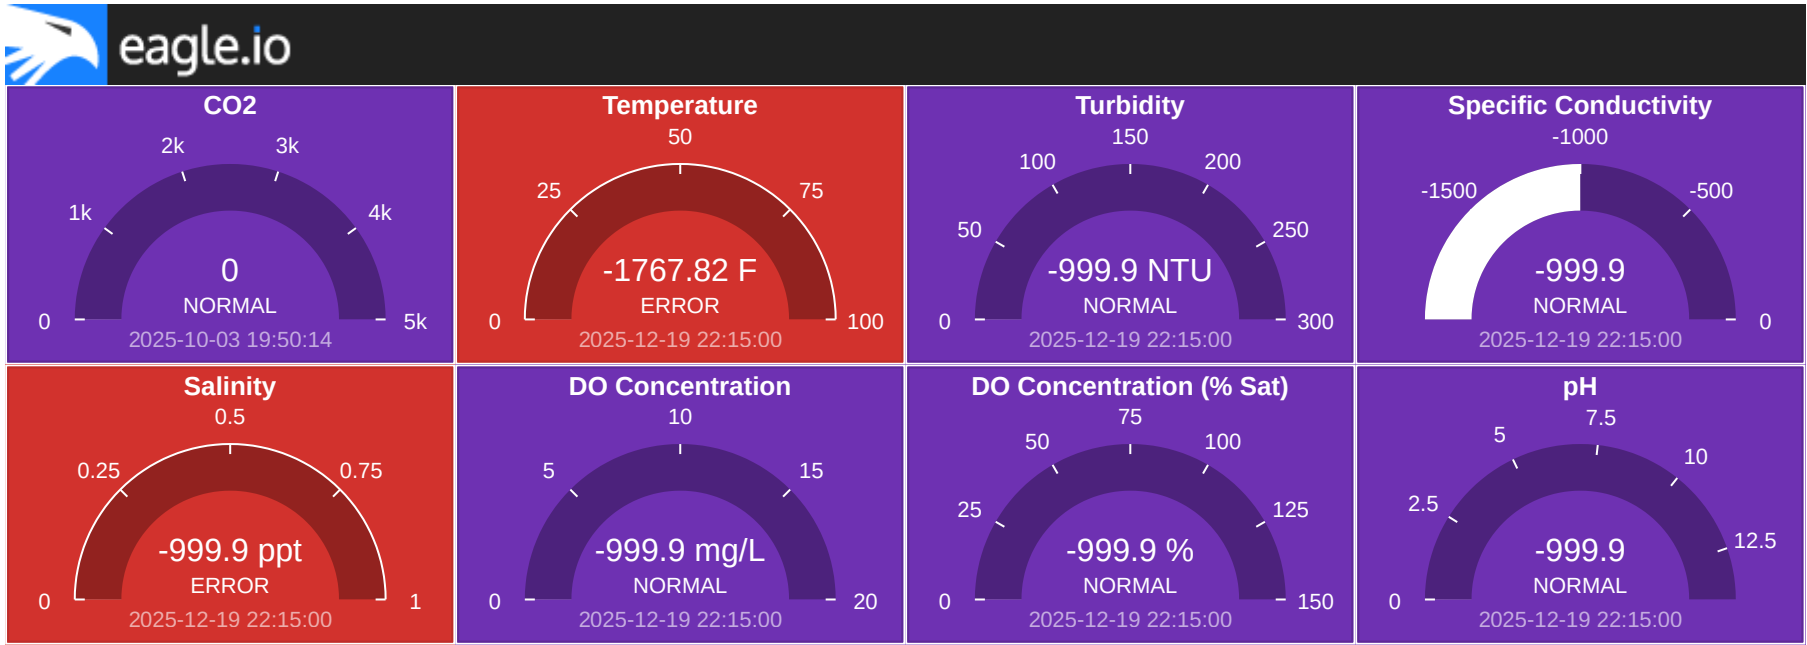 eagle.io
CO2
2k
3k
1k
4k
0
NORMAL
0
5k
2025-10-03 19:50:14
Temperature
50
25
75
-1767.82 F
ERROR
0
100
2025-12-19 22:15:00
Turbidity
150
100
200
50
250
-999.9 NTU
NORMAL
0
300
2025-12-19 22:15:00
Specific Conductivity
-1000
-1500
-500
-999.9
NORMAL
0
2025-12-19 22:15:00
Salinity
0.5
0.25
0.75
-999.9 ppt
ERROR
0
1
2025-12-19 22:15:00
DO Concentration
10
5
15
-999.9 mg/L
NORMAL
0
20
2025-12-19 22:15:00
DO Concentration (% Sat)
75
50
100
25
125
-999.9 %
NORMAL
0
150
2025-12-19 22:15:00
pH
7.5
5
10
2.5
12.5
-999.9
NORMAL
0
2025-12-19 22:15:00